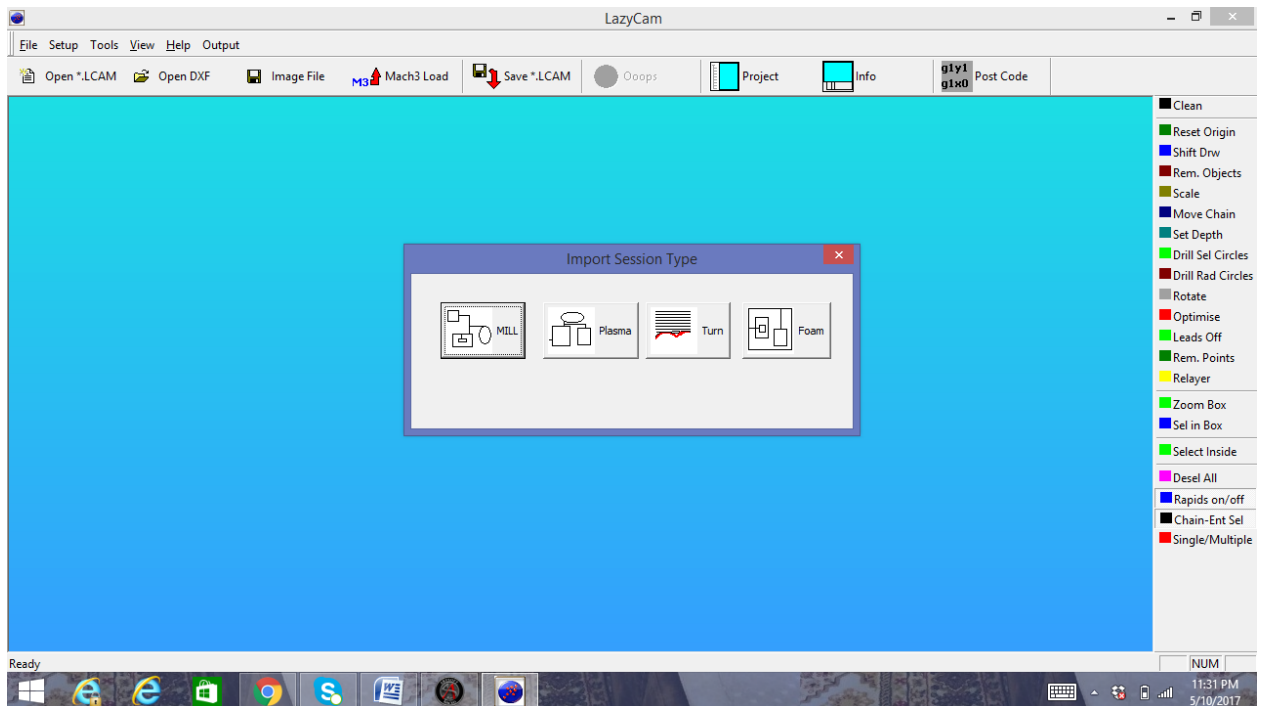 LazyCam
File Setup Tools View Help Output
Open *.LCAM Open DXF Image File M3 Mach3 Load Save *.LCAM Ooops Project Info g1y1 g1x0 Post Code
Clean
Reset Origin
Shift Drw
Rem. Objects
Scale
Move Chain
Set Depth
Drill Sel Circles
Drill Rad Circles
Rotate
Optimise
Leads Off
Rem. Points
Relayer
Zoom Box
Sel in Box
Select Inside
Desel All
Rapids on/off
Chain-Ent Sel
Single/Multiple
Import Session Type
MILL Plasma Turn Foam
Ready
NUM
11:31 PM
5/10/2017